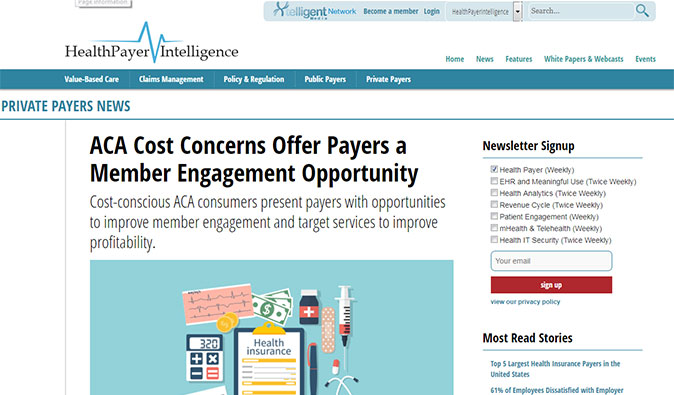 Page Information
Xtelligent Network
Media
Become a member
Login
HealthPayerIntelligence
Search...
HealthPayer Intelligence
Home
News
Features
White Papers & Webcasts
Events
Value-Based Care
Claims Management
Policy & Regulation
Public Payers
Private Payers
PRIVATE PAYERS NEWS
ACA Cost Concerns Offer Payers a
Member Engagement Opportunity
Cost-conscious ACA consumers present payers with opportunities
to improve member engagement and target services to improve
profitability.
320
Health
insurance
Newsletter Signup
Health Payer (Weekly)
EHR and Meaningful Use (Twice Weekly)
Health Analytics (Twice Weekly)
Revenue Cycle (Twice Weekly)
Patient Engagement (Weekly)
mHealth & Telehealth (Weekly)
Health IT Security (Twice Weekly)
Your email
sign up
view our privacy policy
Most Read Stories
Top 5 Largest Health Insurance Payers in the
United States
61% of Employees Dissatisfied with Employer